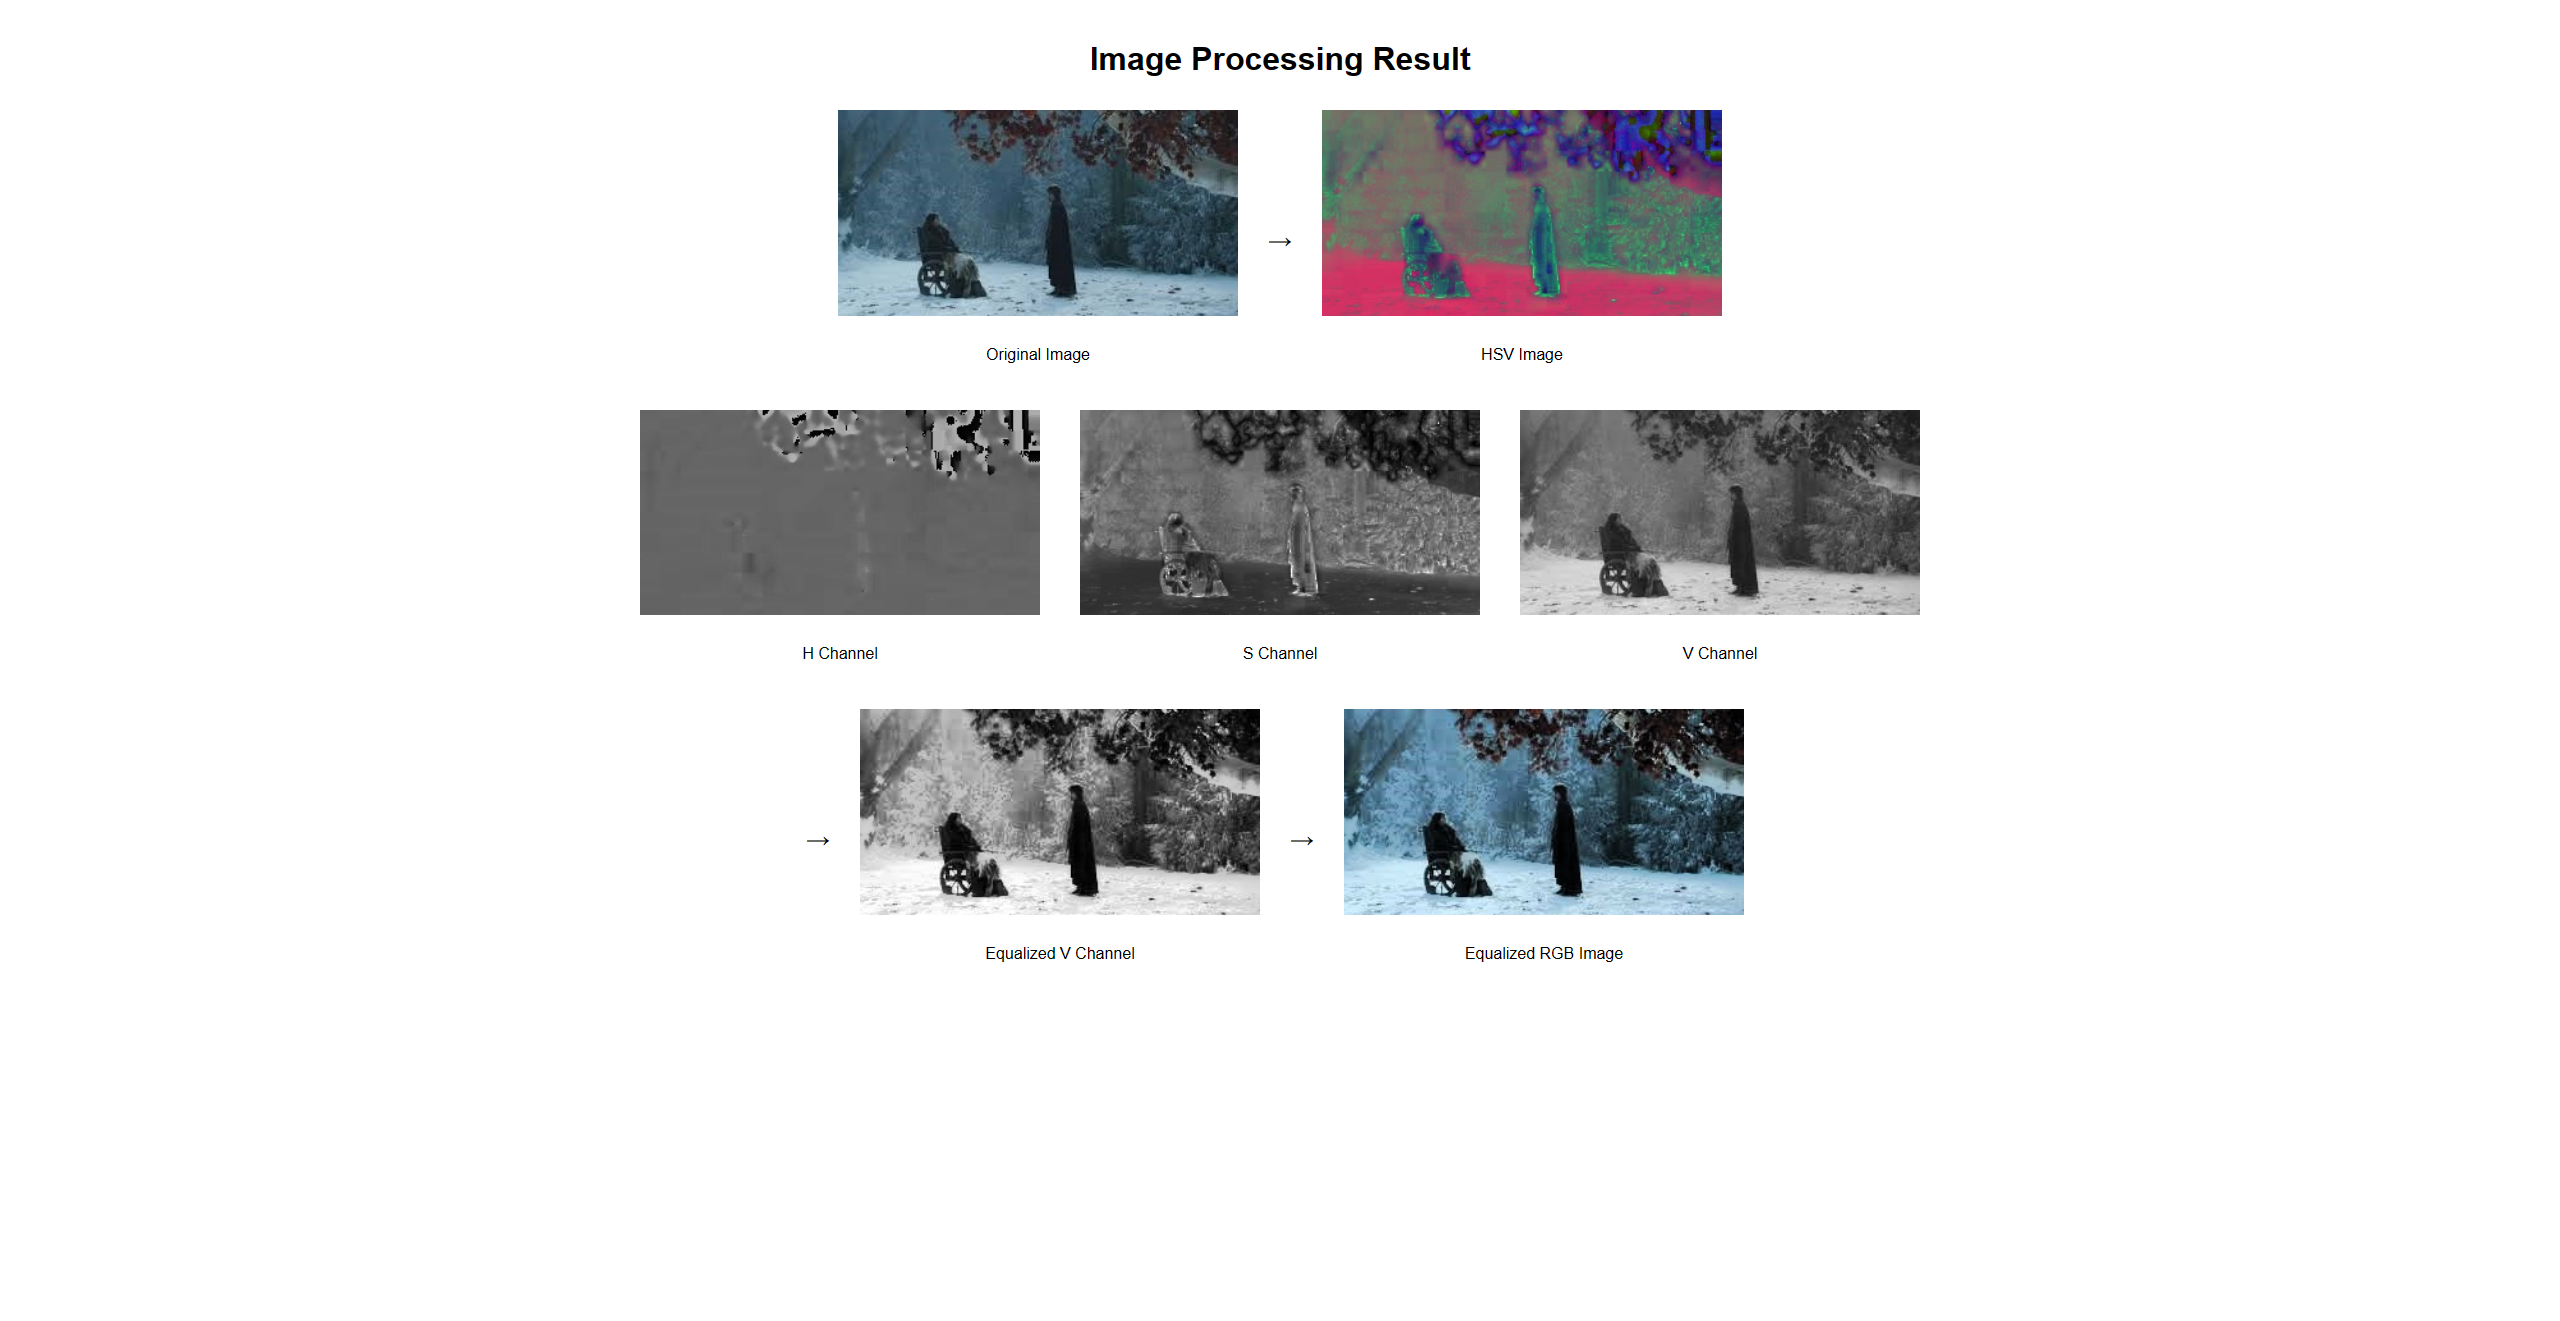 Image Processing Result
→
Original Image
HSV Image
H Channel
S Channel
V Channel
→
→
Equalized V Channel
Equalized RGB Image